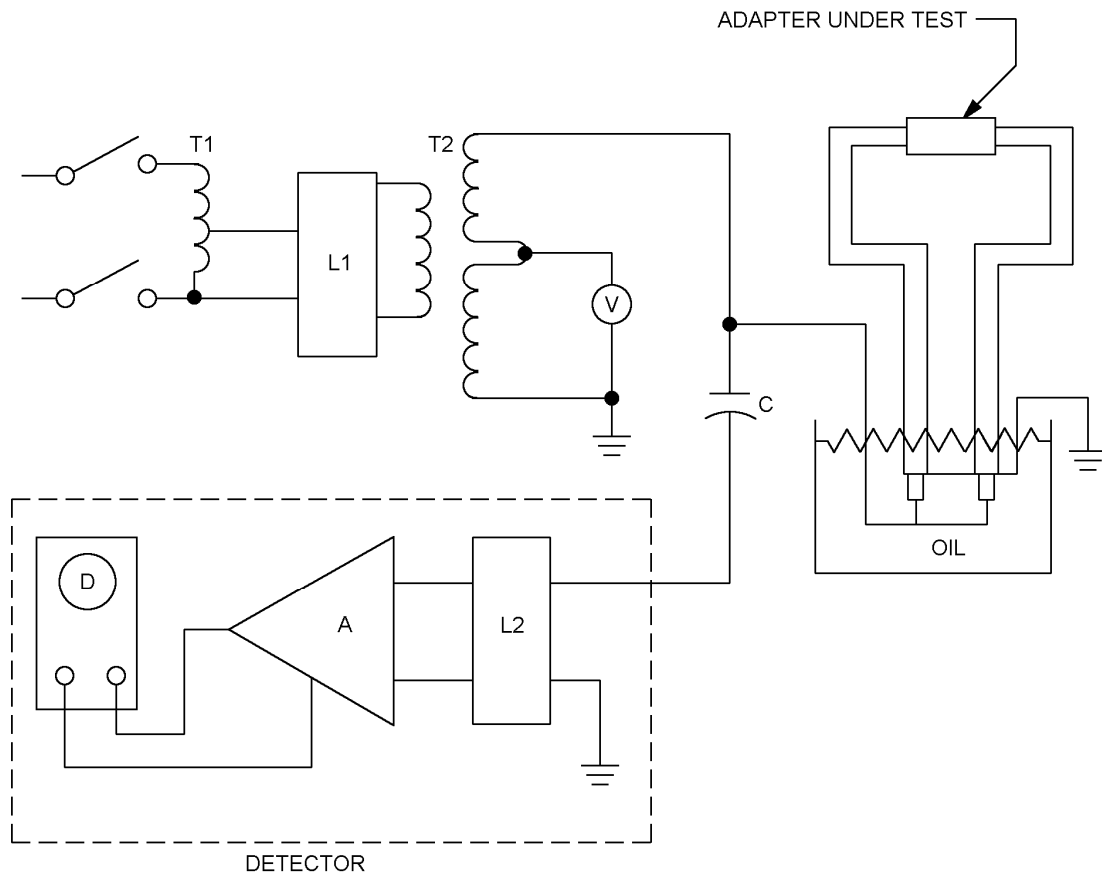 ADAPTER UNDER TEST
T1
T2
L1
V
C
OIL
D
A
L2
DETECTOR